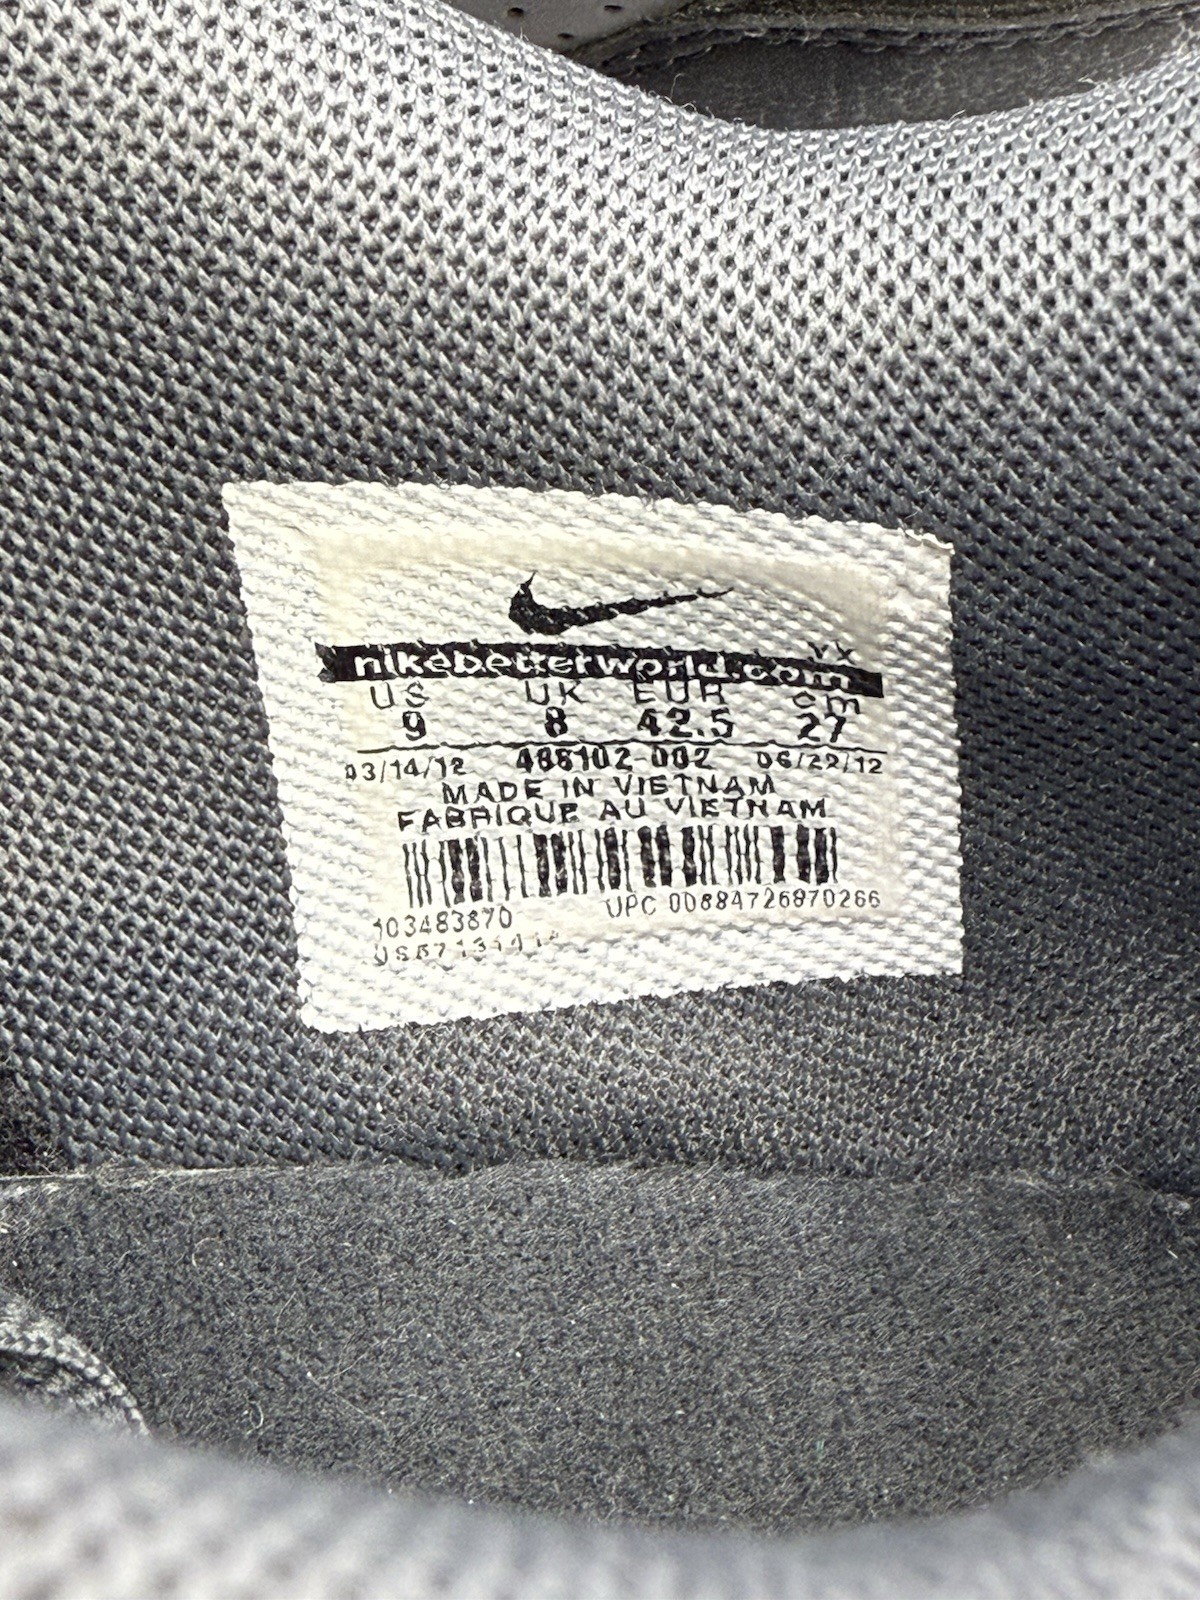 nikebetterworld.com
VX
US UK EUR cm
9 8 42.5 27
03/14/12 488102-002 06/22/12
MADE IN VIETNAM
FABRIQUE AU VIETNAM
103483870 UPC 00884726870266